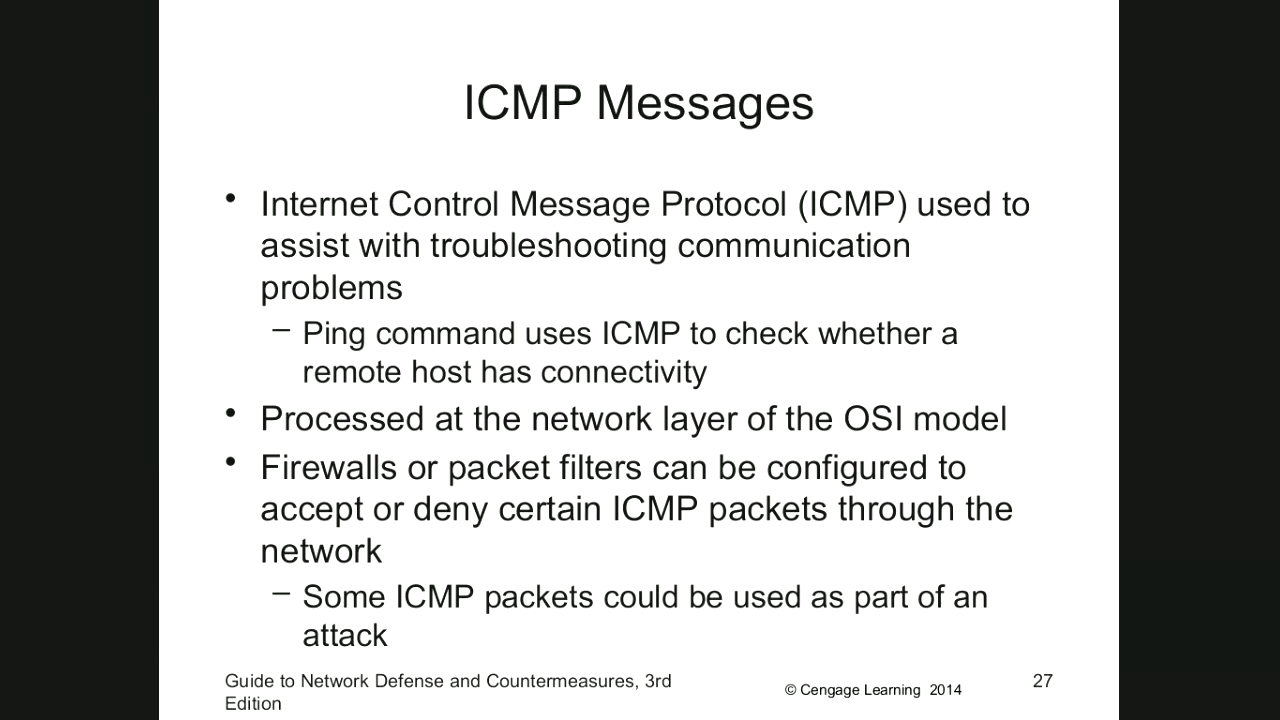 ICMP Messages
• Internet Control Message Protocol (ICMP) used to
assist with troubleshooting communication
problems
– Ping command uses ICMP to check whether a
remote host has connectivity
• Processed at the network layer of the OSI model
• Firewalls or packet filters can be configured to
accept or deny certain ICMP packets through the
network
– Some ICMP packets could be used as part of an
attack
Guide to Network Defense and Countermeasures, 3rd
Edition
© Cengage Learning 2014
27